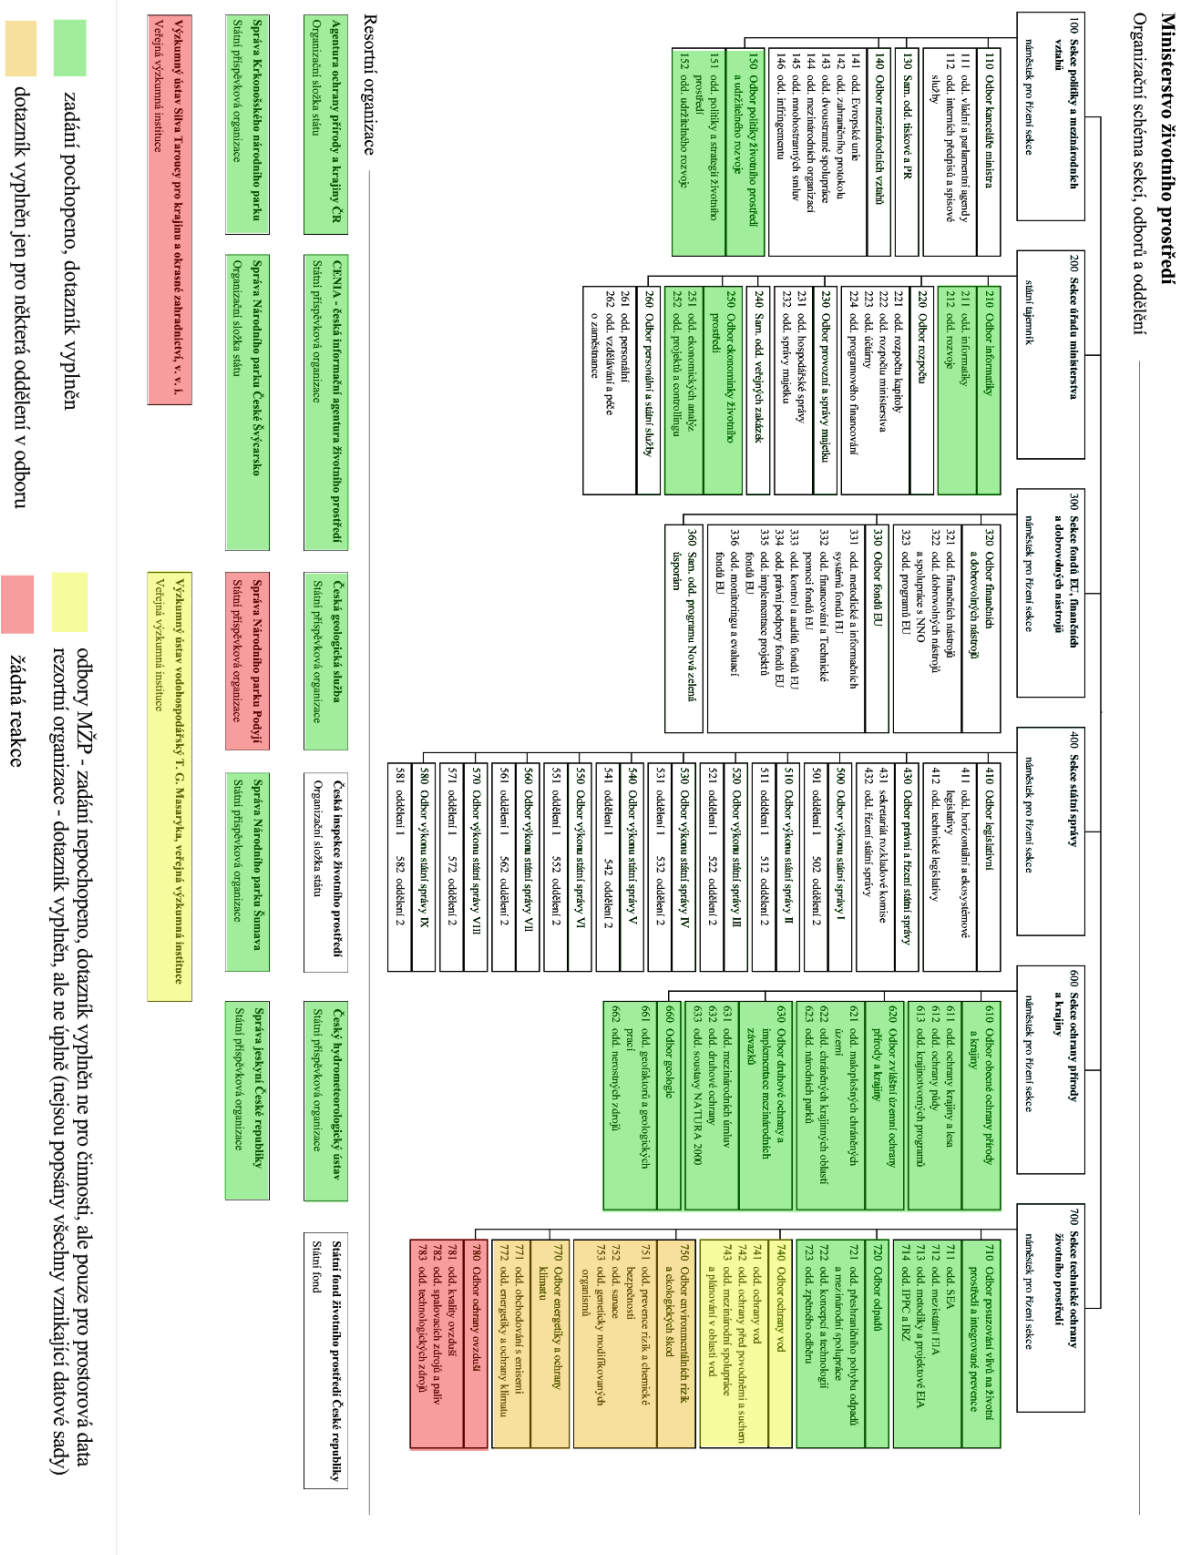 Ministerstvo životního prostředí
Organizační schéma sekcí, odborů a oddělení
100 Sekce politiky a mezinárodních
vztahů
náměstek pro řízení sekce
110 Odbor kanceláře ministra
111 odd. vládní a parlamentní agendy
112 odd. interních předpisů a spisové
služby
130 Sam. odd. tiskové a PR
140 Odbor mezinárodních vztahů
141 odd. Evropské unie
142 odd. zahraničního protokolu
143 odd. dvoustranné spolupráce
144 odd. mezinárodních organizací
145 odd. mnohostranných smluv
146 odd. infringementu
150 Odbor politiky životního prostředí
a udržitelného rozvoje
151 odd. politiky a strategií životního
prostředí
152 odd. udržitelného rozvoje
200 Sekce úřadu ministerstva
státní tajemník
210 Odbor informatiky
211 odd. informatiky
212 odd. rozvoje
220 Odbor rozpočtu
221 odd. rozpočtu kapitoly
222 odd. rozpočtu ministerstva
223 odd. účtárny
224 odd. programového financování
230 Odbor provozní a správy majetku
231 odd. hospodářské správy
232 odd. správy majetku
240 Sam. odd. veřejných zakázek
250 Odbor ekonomiky životního
prostředí
251 odd. ekonomických analýz
252 odd. projektů a controllingu
260 Odbor personální a státní služby
261 odd. personální
262 odd. vzdělávání a péče
o zaměstnance
300 Sekce fondů EU, finančních
a dobrovolných nástrojů
náměstek pro řízení sekce
320 Odbor finančních
a dobrovolných nástrojů
321 odd. finančních nástrojů
322 odd. dobrovolných nástrojů
a spolupráce s NNO
323 odd. programů EU
330 Odbor fondů EU
331 odd. metodické a informačních
systémů fondů EU
332 odd. financování a Technické
pomoci fondů EU
333 odd. kontrol a auditů fondů EU
334 odd. právní podpory fondů EU
335 odd. implementace projektů
fondů EU
336 odd. monitoringu a evaluací
fondů EU
360 Sam. odd. programu Nová zelená
úsporám
400 Sekce státní správy
náměstek pro řízení sekce
410 Odbor legislativní
411 odd. horizontální a ekosystémové
legislativy
412 odd. technické legislativy
430 Odbor právní a řízení státní správy
431 sekretariát rozkladové komise
432 odd. řízení státní správy
500 Odbor výkonu státní správy I
501 oddělení 1 502 oddělení 2
510 Odbor výkonu státní správy II
511 oddělení 1 512 oddělení 2
520 Odbor výkonu státní správy III
521 oddělení 1 522 oddělení 2
530 Odbor výkonu státní správy IV
531 oddělení 1 532 oddělení 2
540 Odbor výkonu státní správy V
541 oddělení 1 542 oddělení 2
550 Odbor výkonu státní správy VI
551 oddělení 1 552 oddělení 2
560 Odbor výkonu státní správy VII
561 oddělení 1 562 oddělení 2
570 Odbor výkonu státní správy VIII
571 oddělení 1 572 oddělení 2
580 Odbor výkonu státní správy IX
581 oddělení 1 582 oddělení 2
600 Sekce ochrany přírody
a krajiny
náměstek pro řízení sekce
610 Odbor obecné ochrany přírody
a krajiny
611 odd. ochrany krajiny a lesa
612 odd. ochrany půdy
613 odd. krajinotvorných programů
620 Odbor zvláštní územní ochrany
přírody a krajiny
621 odd. maloplošných chráněných
území
622 odd. chráněných krajinných oblastí
623 odd. národních parků
630 Odbor druhové ochrany a
implementace mezinárodních
závazků
631 odd. mezinárodních úmluv
632 odd. druhové ochrany
633 odd. soustavy NATURA 2000
660 Odbor geologie
661 odd. geofaktorů a geologických
prací
662 odd. nerostných zdrojů
700 Sekce technické ochrany
životního prostředí
náměstek pro řízení sekce
710 Odbor posuzování vlivů na životní
prostředí a integrované prevence
711 odd. SEA
712 odd. mezistátní EIA
713 odd. metodiky a projektové EIA
714 odd. IPPC a IRZ
720 Odbor odpadů
721 odd. přeshraničního pohybu odpadů
a mezinárodní spolupráce
722 odd. koncepcí a technologií
723 odd. zpětného odběru
740 Odbor ochrany vod
741 odd. ochrany vod
742 odd. ochrany před povodněmi a suchem
743 odd. mezinárodní spolupráce
a plánování v oblasti vod
750 Odbor environmentálních rizik
a ekologických škod
751 odd. prevence rizik a chemické
bezpečnosti
752 odd. sanace
753 odd. geneticky modifikovaných
organismů
770 Odbor energetiky a ochrany
klimatu
771 odd. obchodování s emisemi
772 odd. energetiky a ochrany klimatu
780 Odbor ochrany ovzduší
781 odd. kvality ovzduší
782 odd. spalovacích zdrojů a paliv
783 odd. technologických zdrojů
Resortní organizace
Agentura ochrany přírody a krajiny ČR
Organizační složka státu
CENIA - česká informační agentura životního prostředí
Státní příspěvková organizace
Česká geologická služba
Státní příspěvková organizace
Česká inspekce životního prostředí
Organizační složka státu
Český hydrometeorologický ústav
Státní příspěvková organizace
Státní fond životního prostředí České republiky
Státní fond
Správa Krkonošského národního parku
Státní příspěvková organizace
Správa Národního parku České Švýcarsko
Organizační složka státu
Správa Národního parku Podyjí
Státní příspěvková organizace
Správa Národního parku Šumava
Státní příspěvková organizace
Správa jeskyní České republiky
Státní příspěvková organizace
Výzkumný ústav Silva Taroucy pro krajinu a okrasné zahradnictví, v. v. i.
Veřejná výzkumná instituce
Výzkumný ústav vodohospodářský T. G. Masaryka, veřejná výzkumná instituce
Veřejná výzkumná instituce
zadání pochopeno, dotazník vyplněn
dotazník vyplněn jen pro některá oddělení v odboru
odbory MŽP - zadání nepochopeno, dotazník vyplněn ne pro činnosti, ale pouze pro prostorová data
rezortní organizace - dotazník vyplněn, ale ne úplně (nejsou popsány všechny vznikající datové sady)
žádná reakce